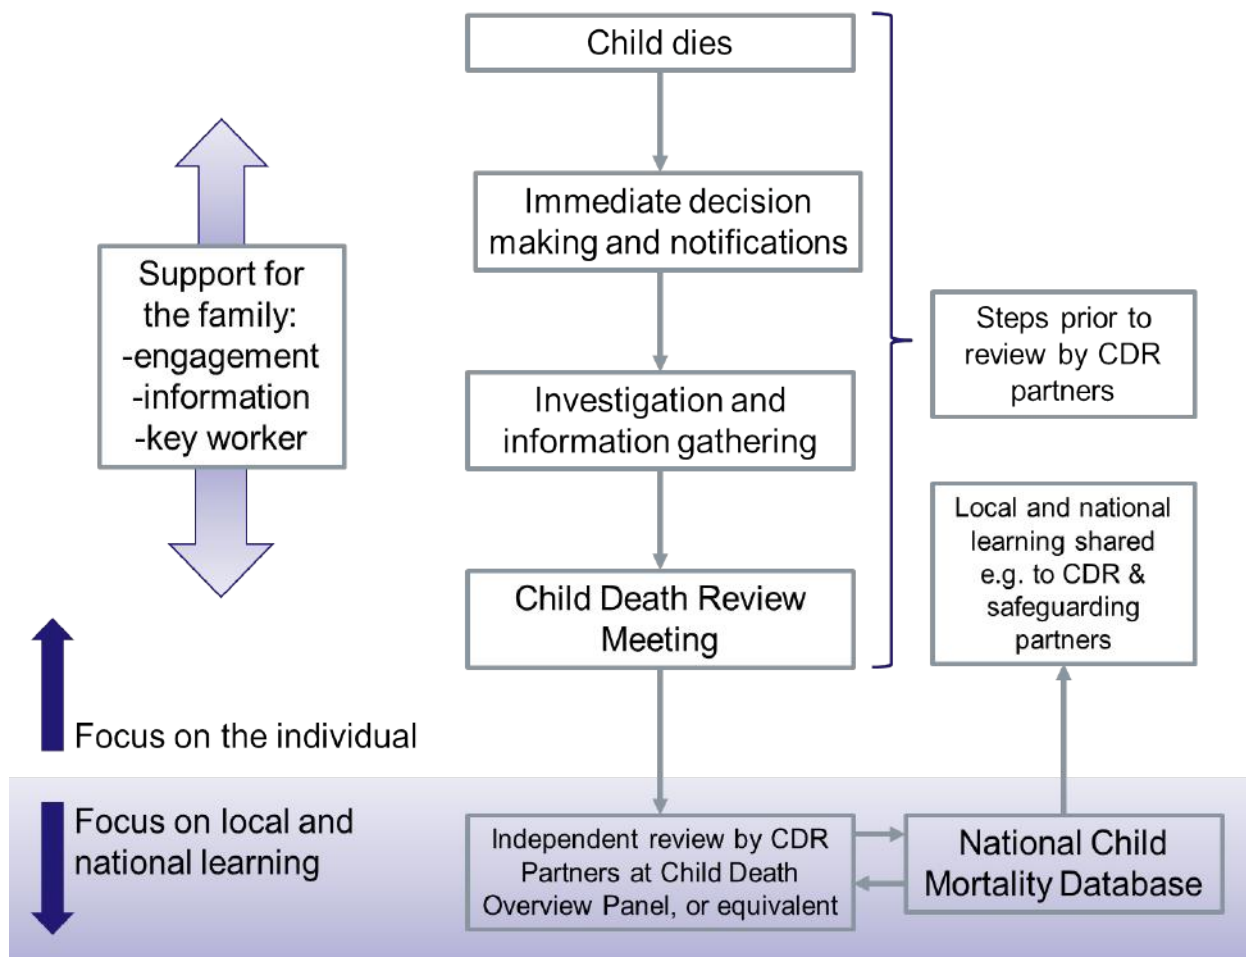 Child dies
Immediate decision
making and notifications
Support for
the family:
-engagement
-information
-key worker
Steps prior to
review by CDR
partners
Investigation and
information gathering
Local and national
learning shared
e.g. to CDR &
safeguarding
partners
Child Death Review
Meeting
Focus on the individual
Focus on local and
national learning
Independent review by CDR
Partners at Child Death
Overview Panel, or equivalent
National Child
Mortality Database